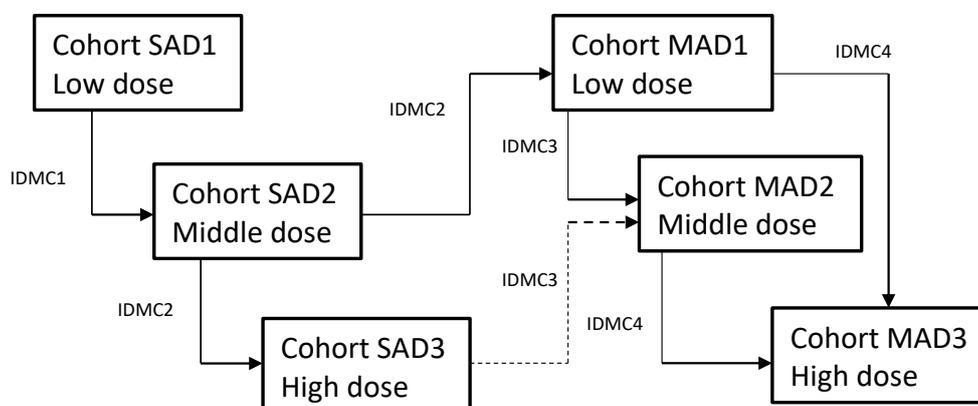 Cohort SAD1
Low dose
Cohort MAD1
Low dose
IDMC4
IDMC2
IDMC3
IDMC1
Cohort SAD2
Middle dose
Cohort MAD2
Middle dose
IDMC3
IDMC2
IDMC4
Cohort SAD3
High dose
Cohort MAD3
High dose